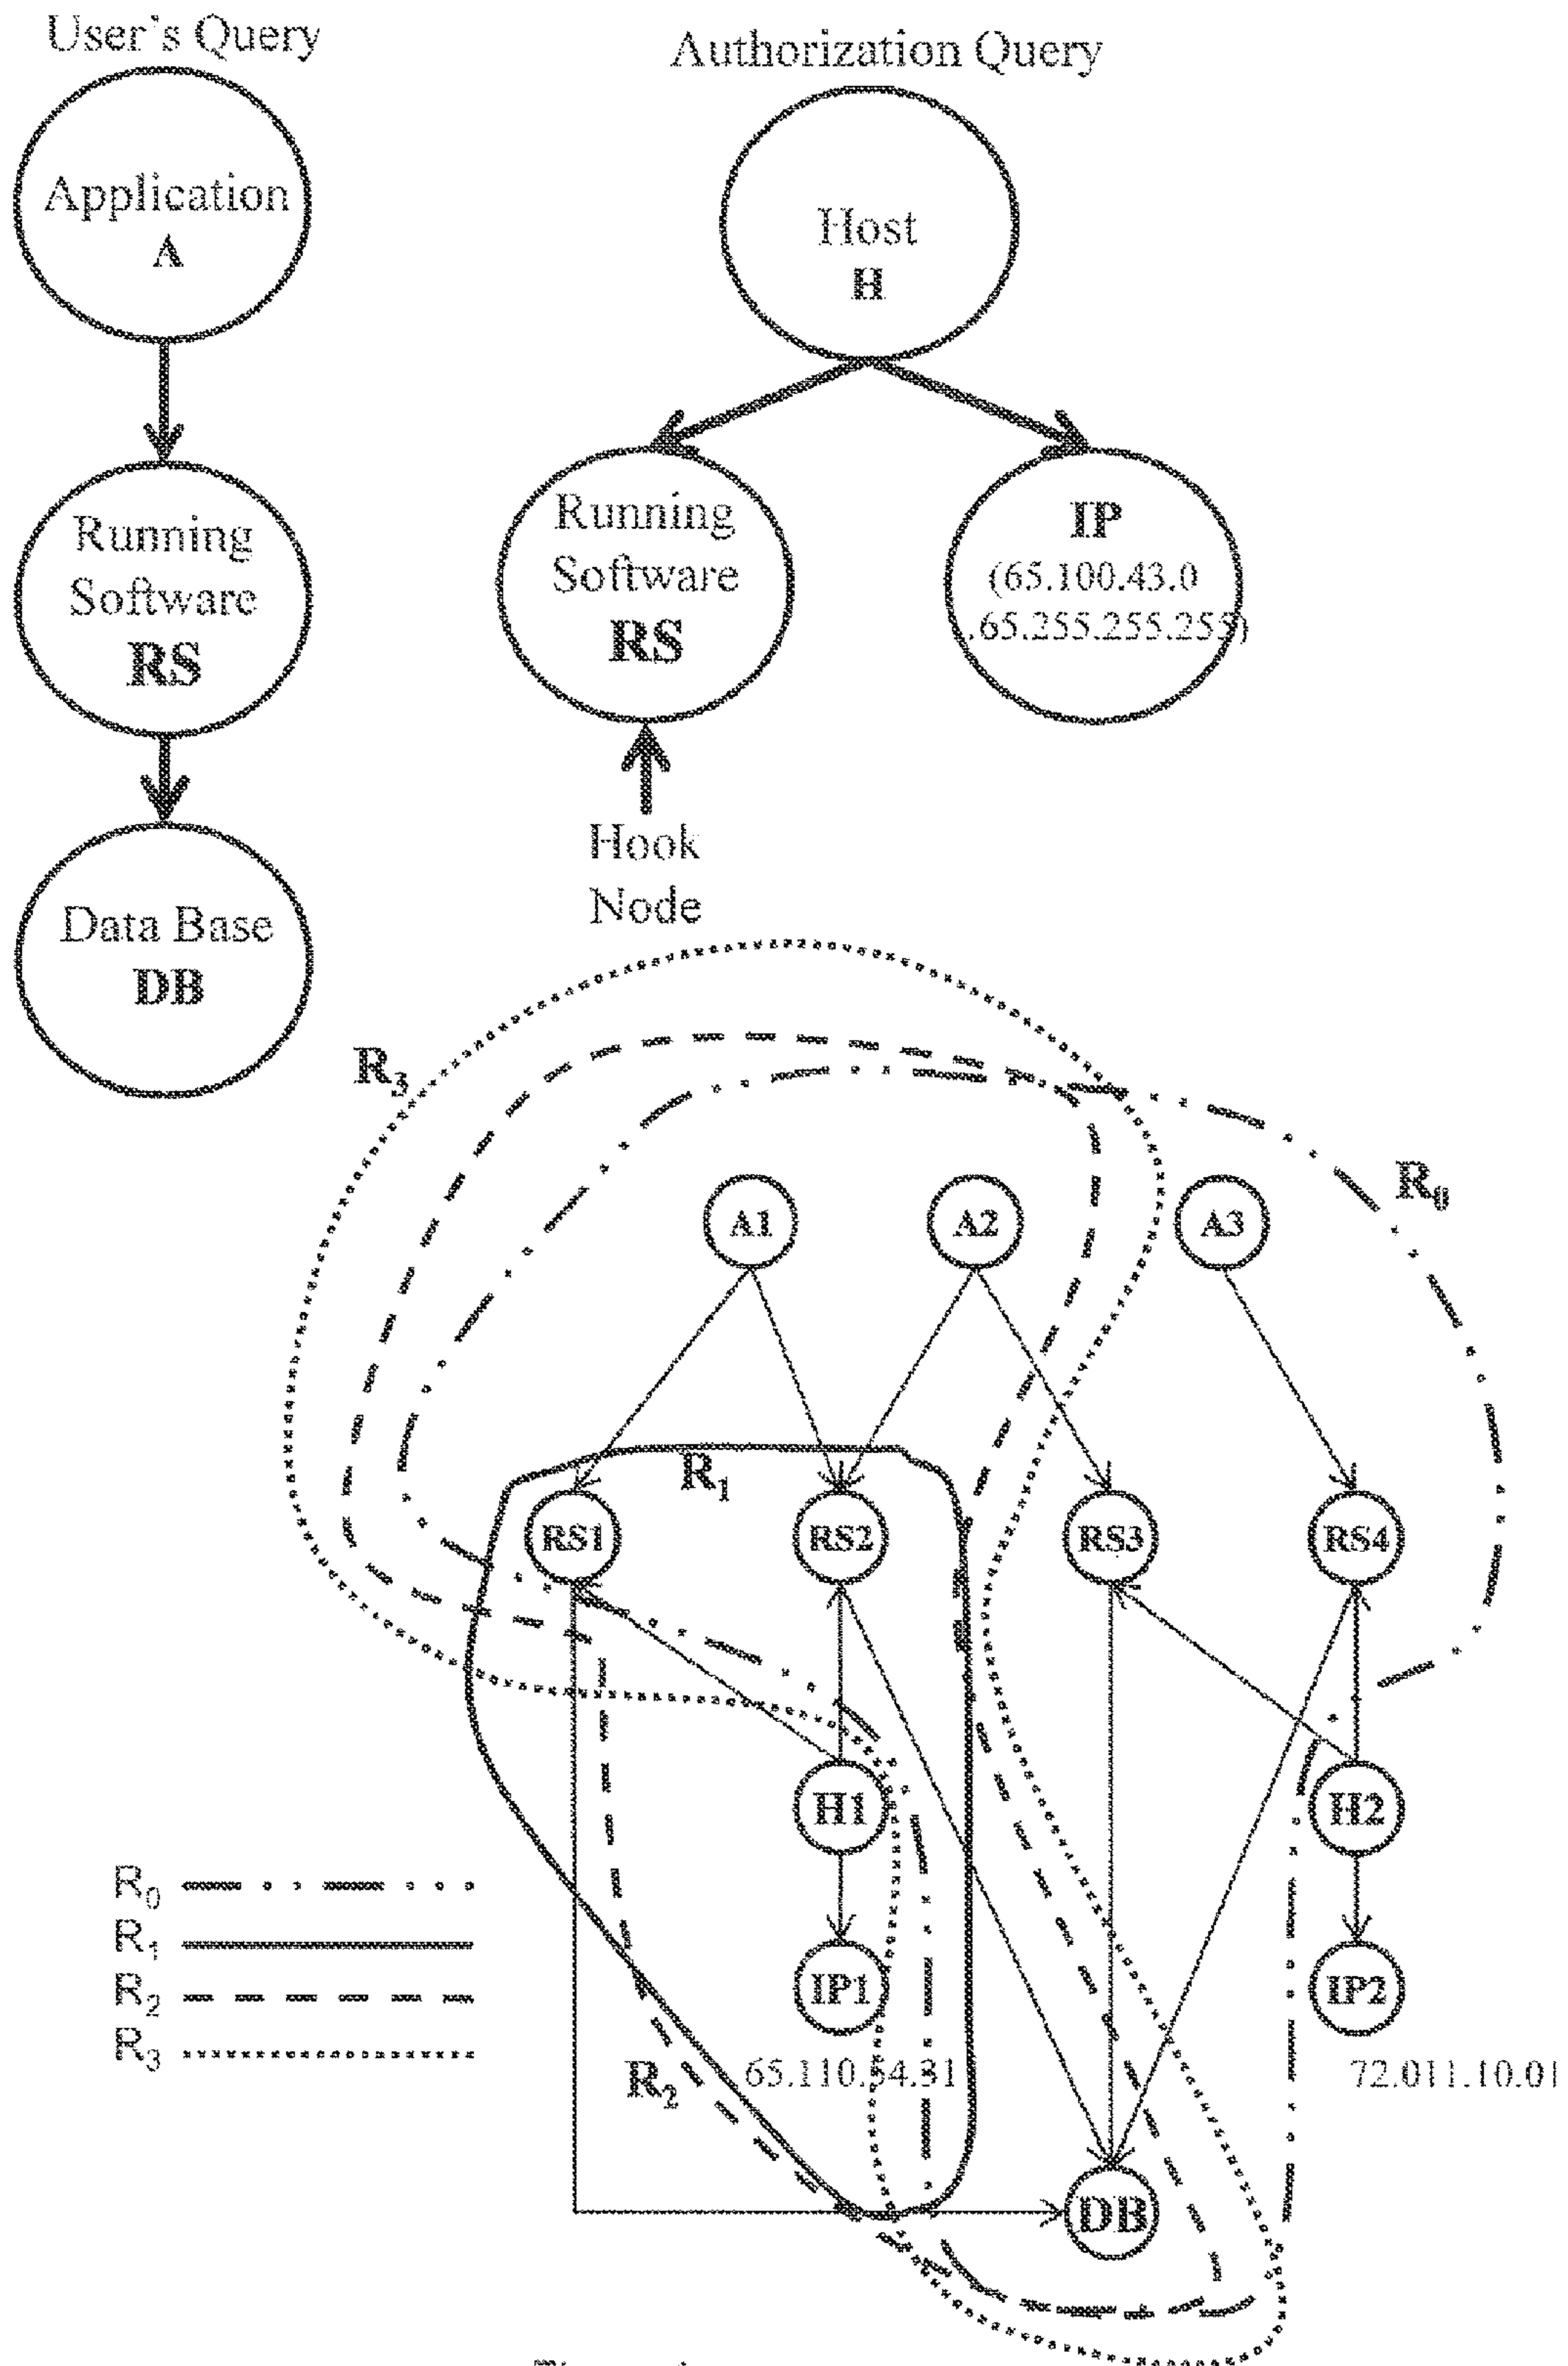 User's Query
Authorization Query
Application
A
Host
H
Running
Software
RS
Running
Software
RS
IP
(65.100.43.0
..65.255.255.255)
Hook
Node
Data Base
DB
R3
R0
A1
A2
A3
R1
RS1
RS2
RS3
RS4
H1
H2
R0
R1
R2
R3
IP1
IP2
R2
65.110.54.31
72.011.10.01
DB